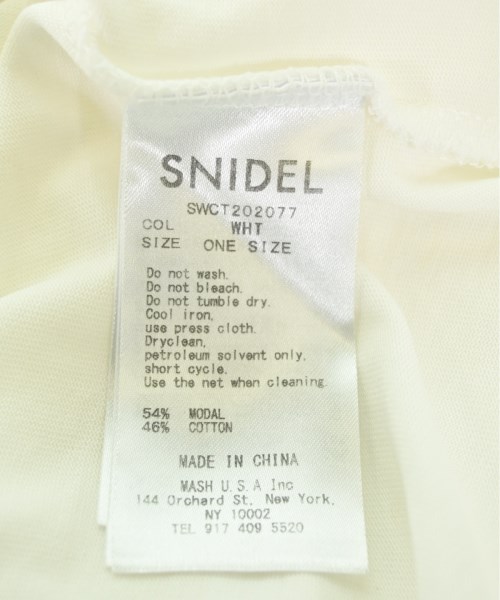 SNIDEL
SWCT202077
COL WHT
SIZE ONE SIZE
Do not wash.
Do not bleach.
Do not tumble dry.
Cool iron,
use press cloth.
Dryclean,
petroleum solvent only,
short cycle.
Use the net when cleaning.
54% MODAL
46% COTTON
MADE IN CHINA
MASH U.S.A Inc
144 Orchard St. New York,
NY 10002
TEL 917 409 5520